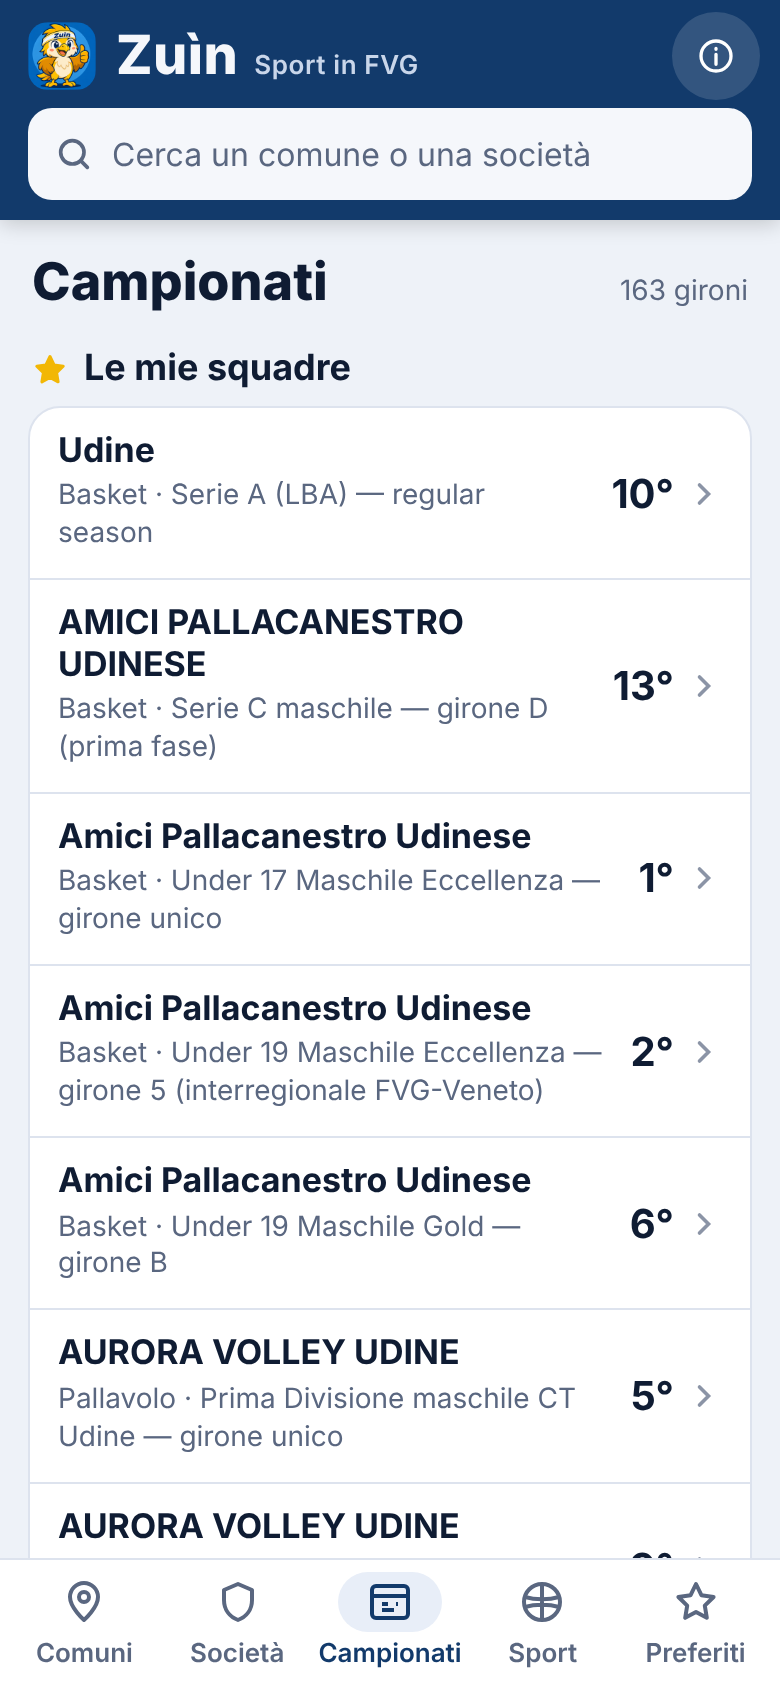 Zuìn Sport in FVG
Cerca un comune o una società
Campionati
163 gironi
Le mie squadre
Udine
Basket · Serie A (LBA) — regular
season
10°
AMICI PALLACANESTRO
UDINESE
Basket · Serie C maschile — girone D
(prima fase)
13°
Amici Pallacanestro Udinese
Basket · Under 17 Maschile Eccellenza —
girone unico
1°
Amici Pallacanestro Udinese
Basket · Under 19 Maschile Eccellenza —
girone 5 (interregionale FVG-Veneto)
2°
Amici Pallacanestro Udinese
Basket · Under 19 Maschile Gold —
girone B
6°
AURORA VOLLEY UDINE
Pallavolo · Prima Divisione maschile CT
Udine — girone unico
5°
AURORA VOLLEY UDINE
Comuni
Società
Campionati
Sport
Preferiti